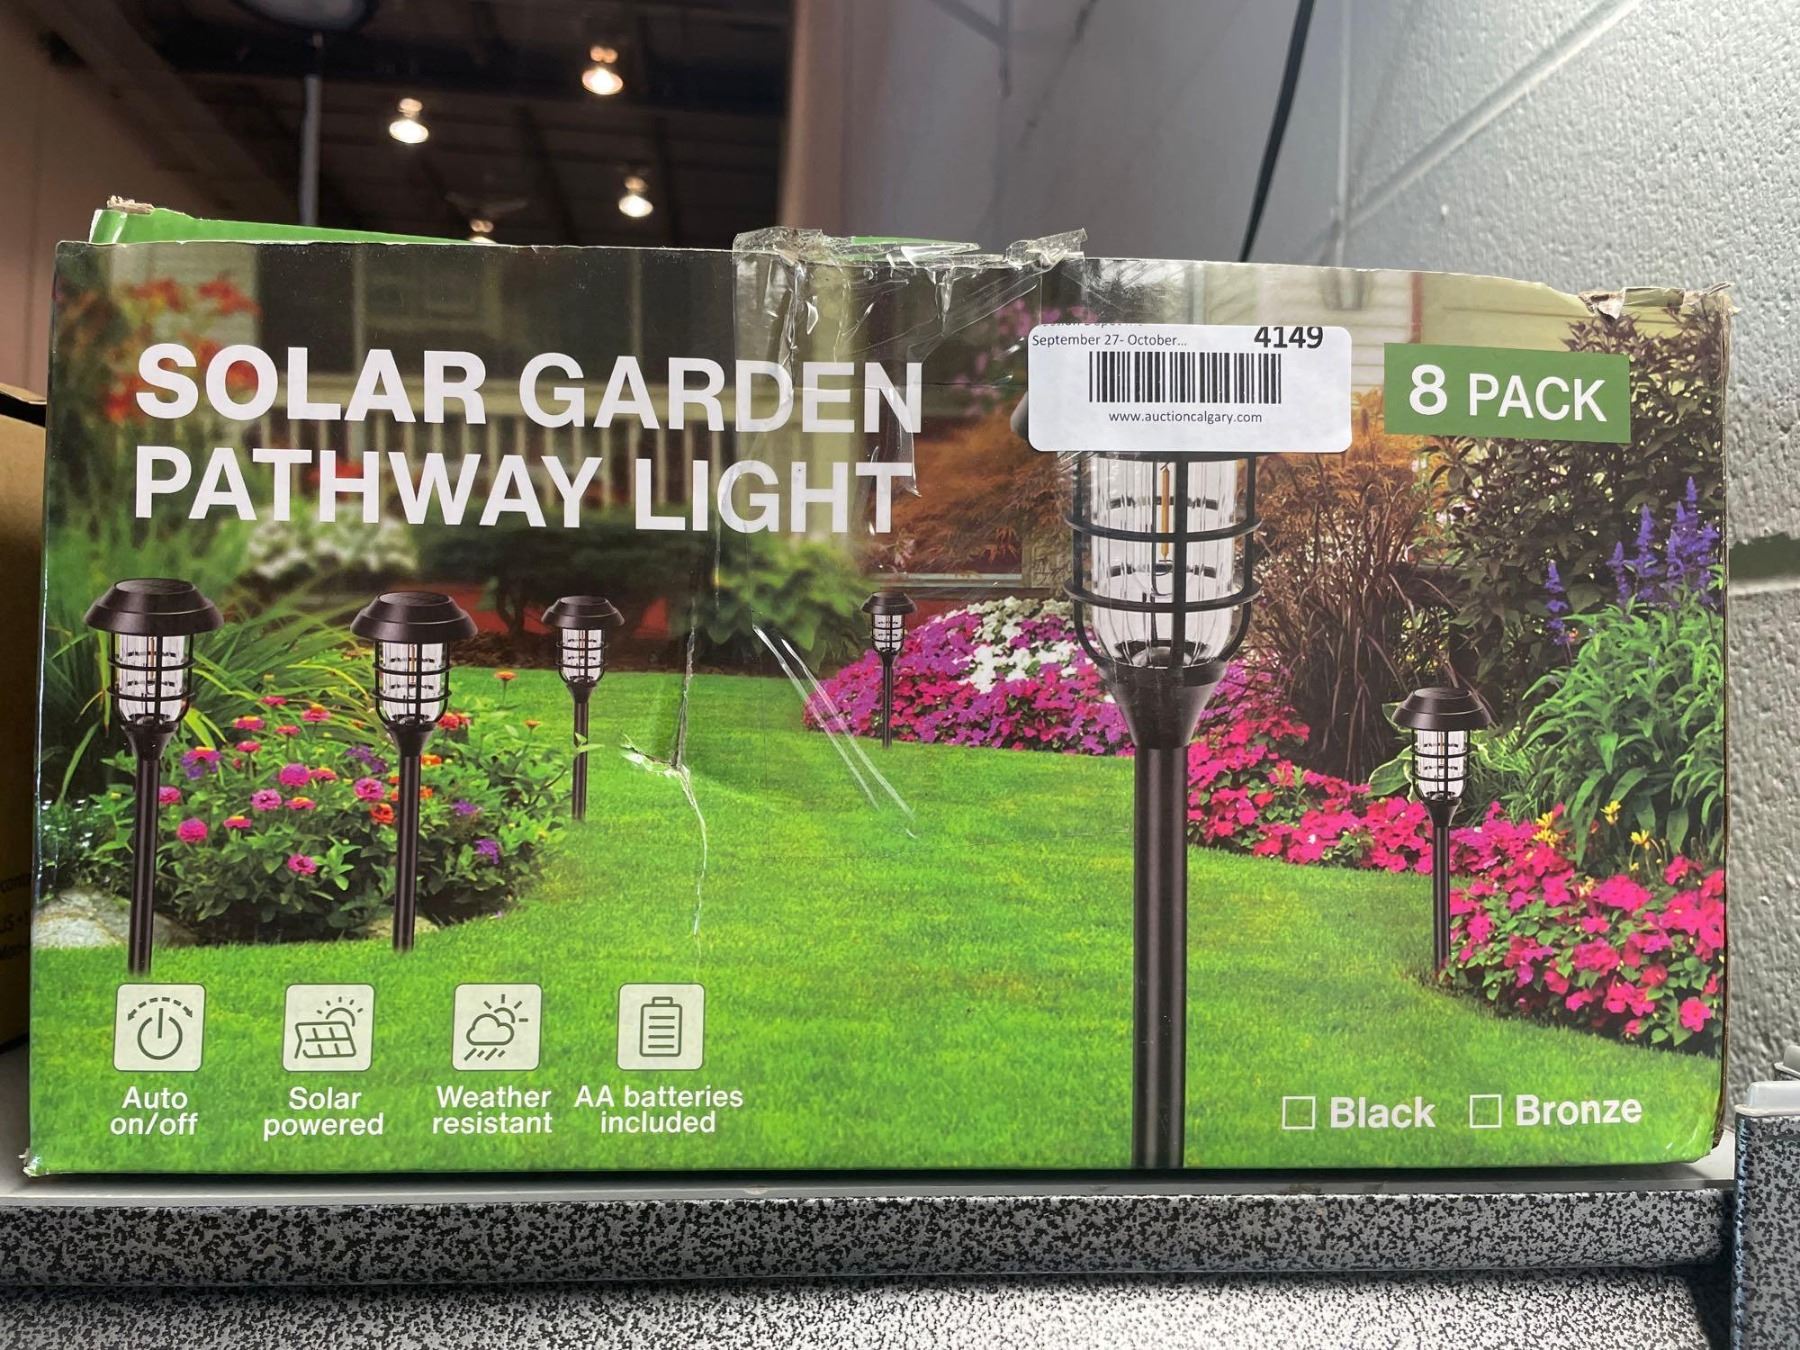 September 27- October...
4149
www.auctioncalgary.com
8 PACK
SOLAR GARDEN
PATHWAY LIGHT
Auto
on/off
Solar
powered
Weather
resistant
AA batteries
included
Black
Bronze